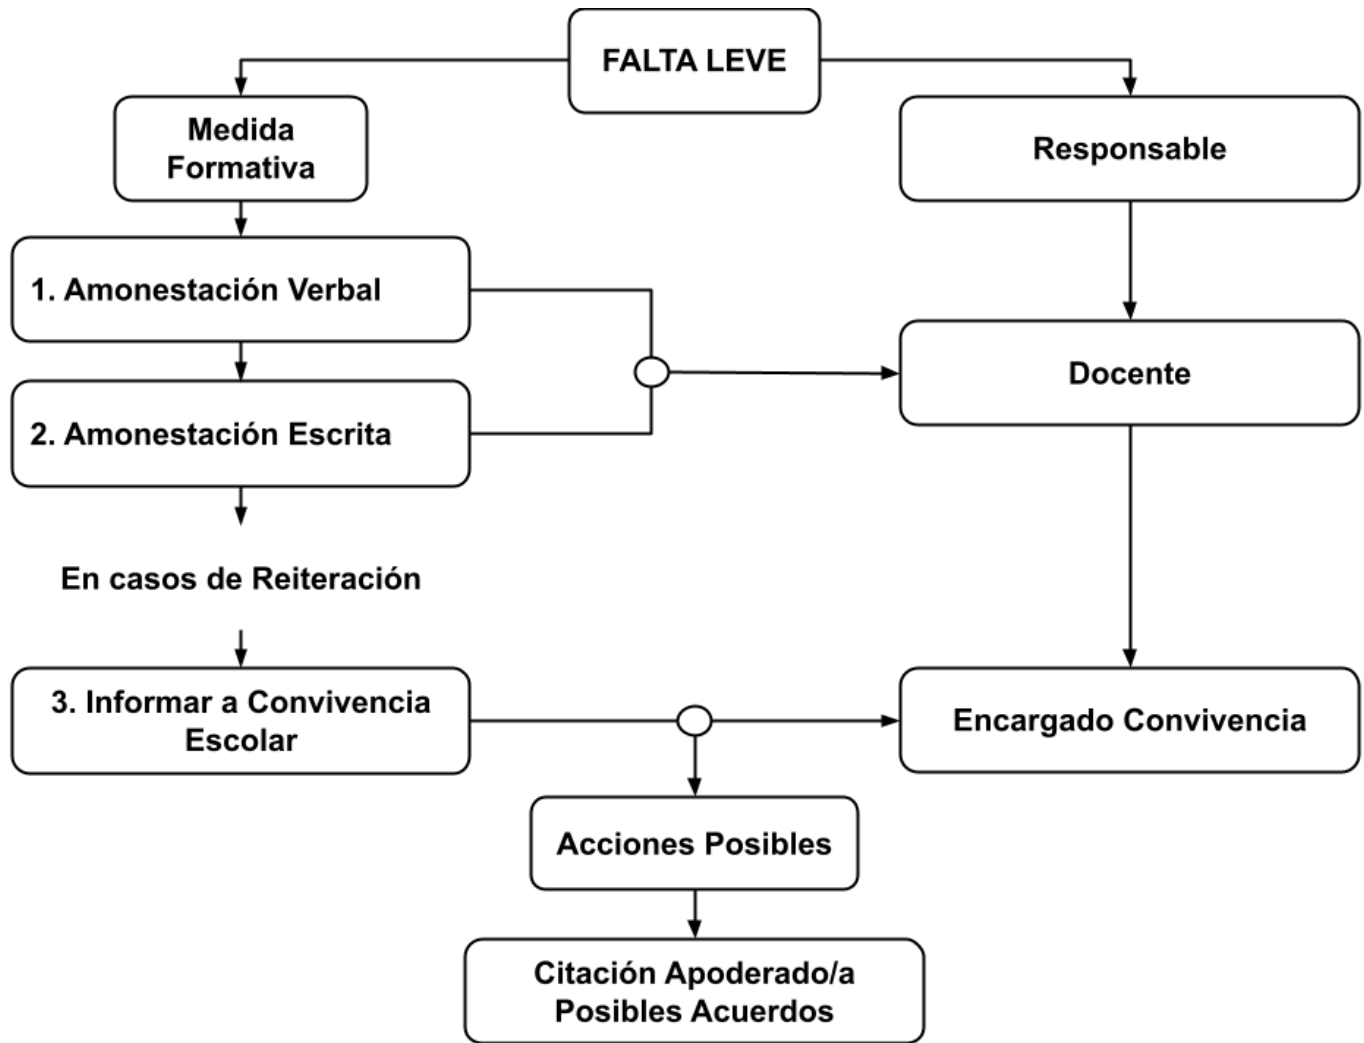 FALTA LEVE
Medida
Formativa
Responsable
1. Amonestación Verbal
Docente
2. Amonestación Escrita
En casos de Reiteración
3. Informar a Convivencia
Escolar
Encargado Convivencia
Acciones Posibles
Citación Apoderado/a
Posibles Acuerdos